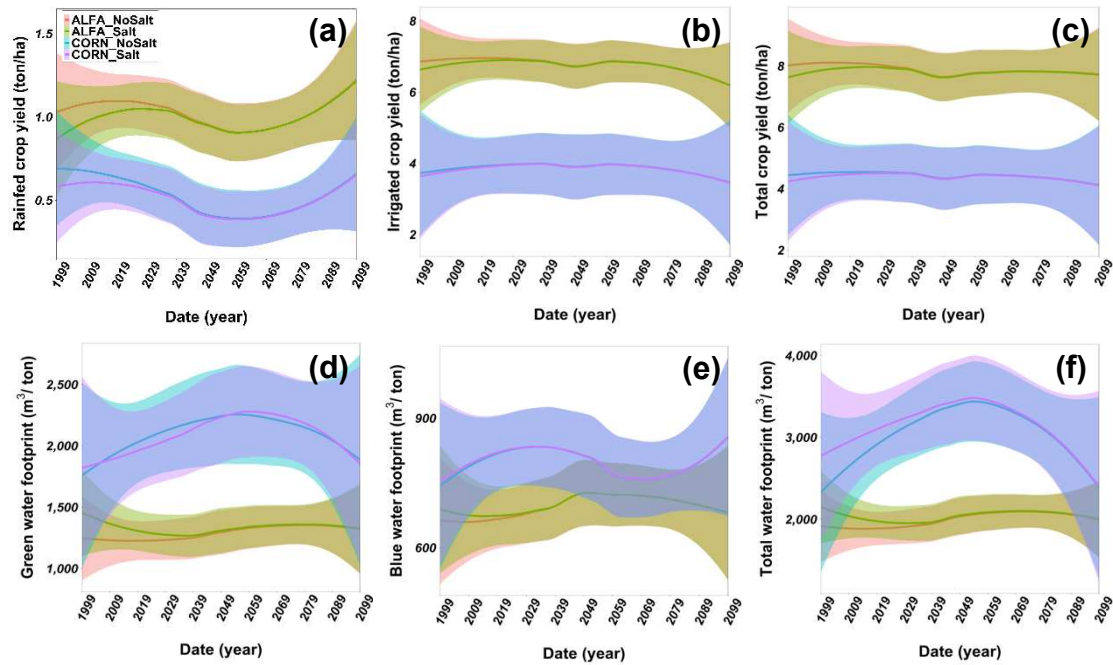 (a)
ALFA_NoSalt
ALFA_Salt
CORN_NoSalt
CORN_Salt
Rainfed crop yield (ton/ha)
1.5
1.0
0.5
1999 2009 2019 2029 2039 2049 2059 2069 2079 2089 2099
Date (year)
(b)
Irrigated crop yield (ton/ha)
8
6
4
2
1999 2009 2019 2029 2039 2049 2059 2069 2079 2089 2099
Date (year)
(c)
Total crop yield (ton/ha)
8
6
4
2
1999 2009 2019 2029 2039 2049 2059 2069 2079 2089 2099
Date (year)
(d)
Green water footprint (m³/ ton)
2,500
2,000
1,500
1,000
1999 2009 2019 2029 2039 2049 2059 2069 2079 2089 2099
Date (year)
(e)
Blue water footprint (m³/ ton)
900
600
1999 2009 2019 2029 2039 2049 2059 2069 2079 2089 2099
Date (year)
(f)
Total water footprint (m³/ ton)
4,000
3,000
2,000
1999 2009 2019 2029 2039 2049 2059 2069 2079 2089 2099
Date (year)